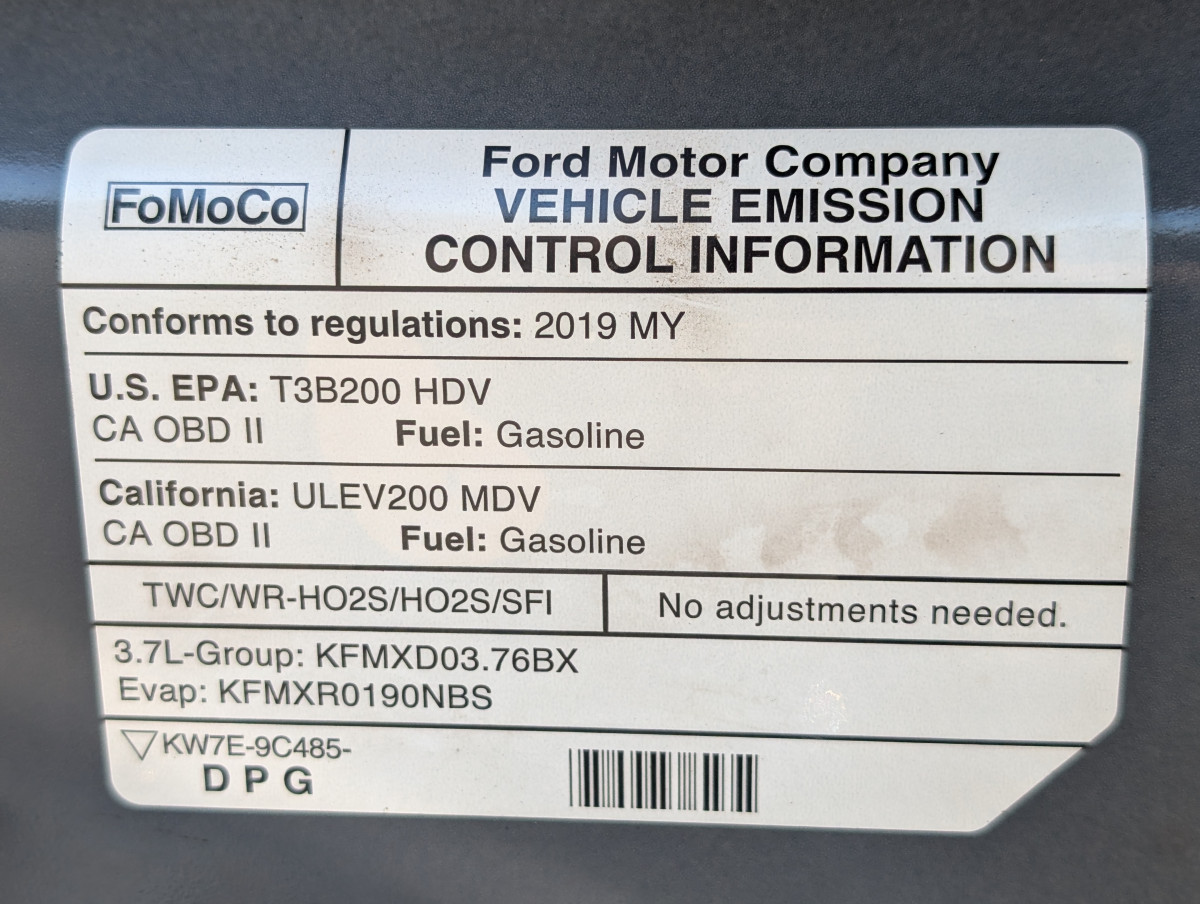 FoMoCo
Ford Motor Company
VEHICLE EMISSION
CONTROL INFORMATION
Conforms to regulations: 2019 MY
U.S. EPA: T3B200 HDV
CA OBD II Fuel: Gasoline
California: ULEV200 MDV
CA OBD II Fuel: Gasoline
TWC/WR-HO2S/HO2S/SFI
No adjustments needed.
3.7L-Group: KFMXD03.76BX
Evap: KFMXR0190NBS
KW7E-9C485-
D P G